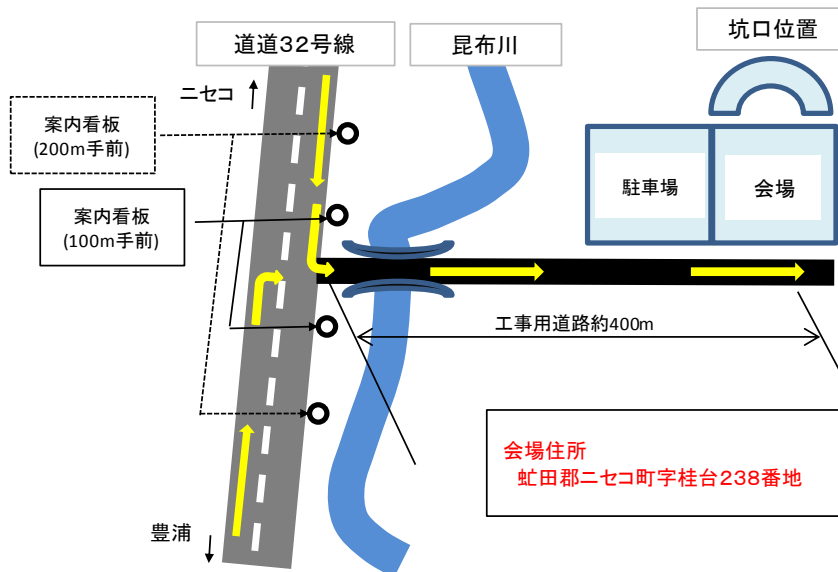 道道32号線
昆布川
坑口位置
ニセコ
案内看板
(200m手前)
駐車場
会場
案内看板
(100m手前)
工事用道路約400m
会場住所
虻田郡ニセコ町字桂台238番地
豊浦